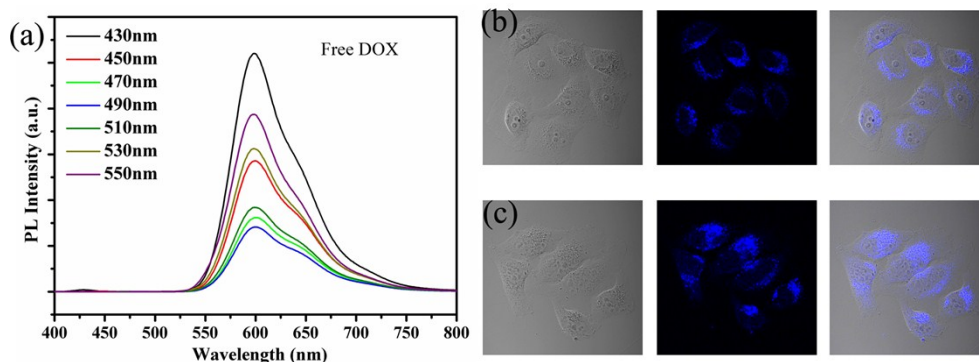 (a)
Free DOX
430nm
450nm
470nm
490nm
510nm
530nm
550nm
PL Intensity (a.u.)
400 450 500 550 600 650 700 750 800
Wavelength (nm)
(b)
(c)